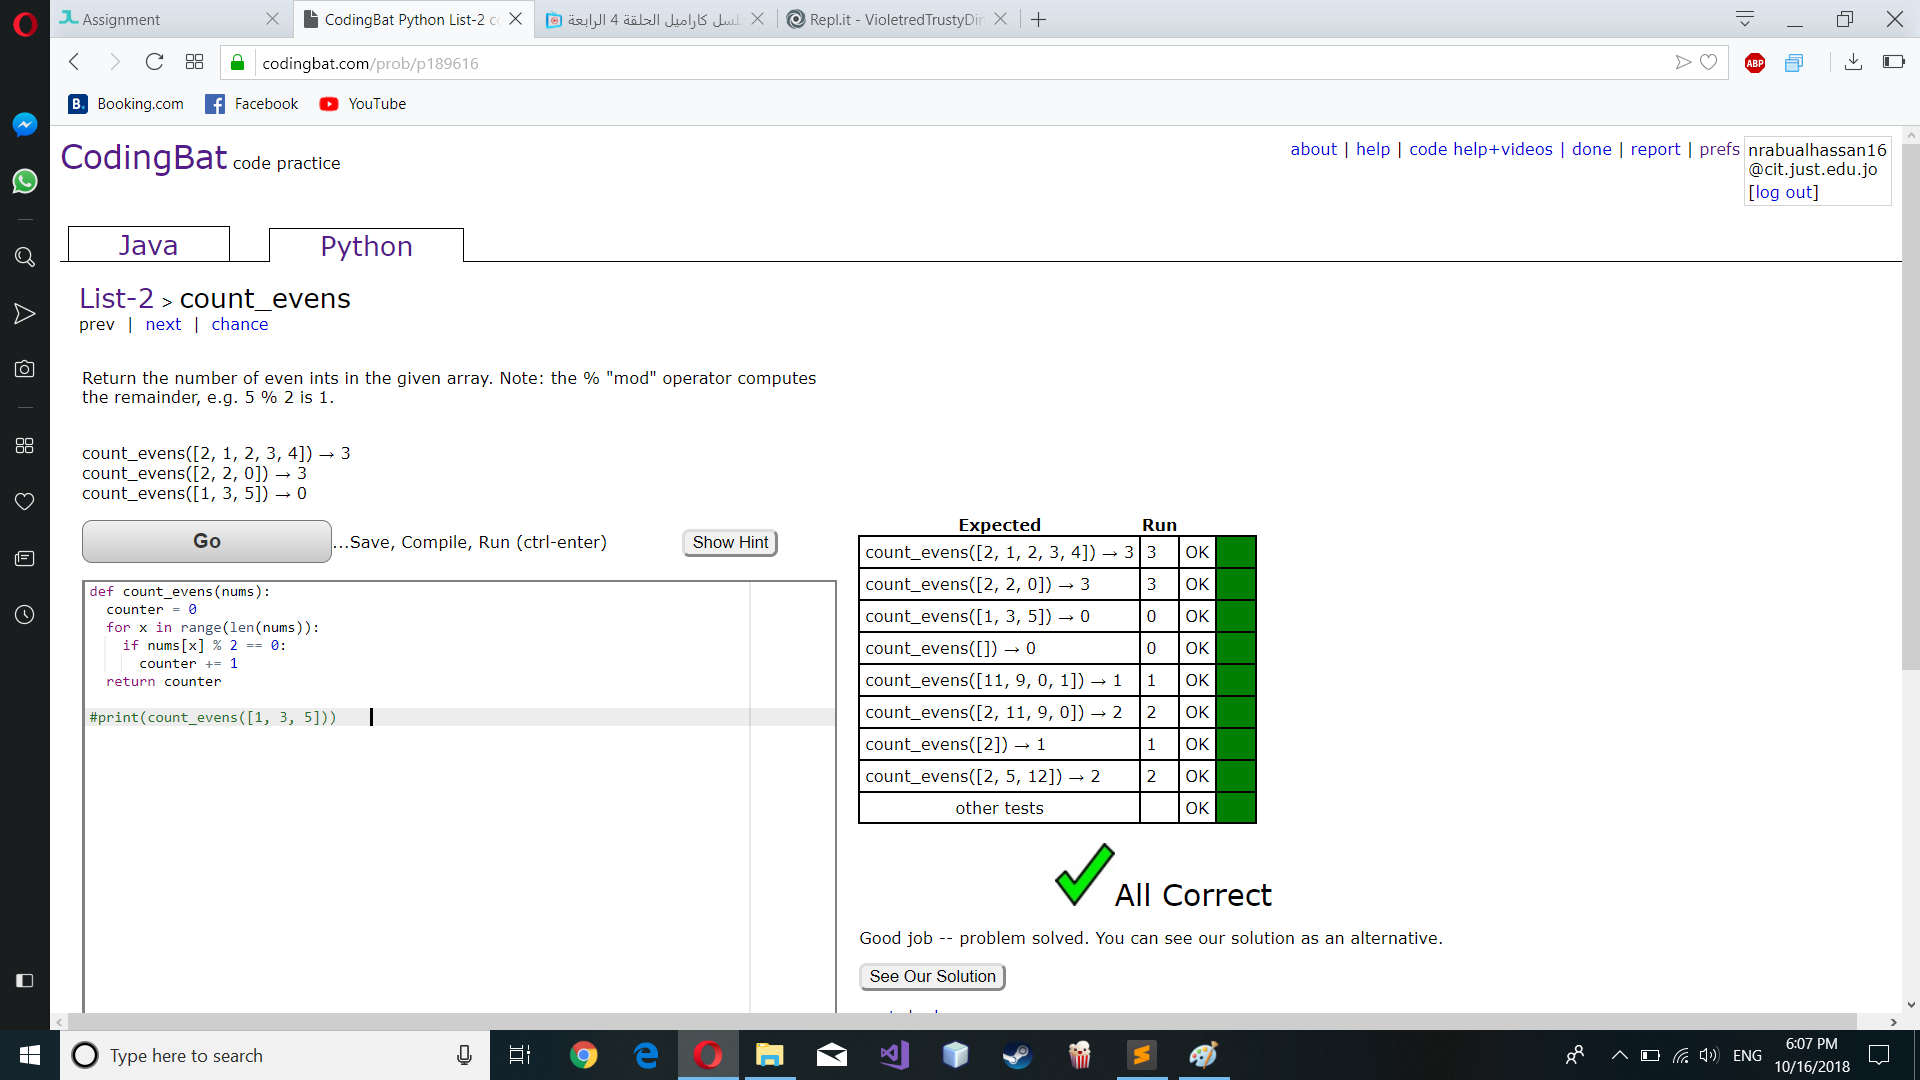 Assignment
CodingBat Python List-2 co
سلسل كاراميل الحلقة 4 الرابعة
Repl.it - VioletredTrustyDin
codingbat.com/prob/p189616
ABP
B. Booking.com
Facebook
YouTube
CodingBat code practice
about | help | code help+videos | done | report | prefs
nrabualhassan16
@cit.just.edu.jo
[log out]
Java
Python
List-2 > count_evens
prev | next | chance
Return the number of even ints in the given array. Note: the % "mod" operator computes
the remainder, e.g. 5 % 2 is 1.
count_evens([2, 1, 2, 3, 4]) → 3
count_evens([2, 2, 0]) → 3
count_evens([1, 3, 5]) → 0
Go
...Save, Compile, Run (ctrl-enter)
Show Hint
def count_evens(nums):
  counter = 0
  for x in range(len(nums)):
    if nums[x] % 2 == 0:
      counter += 1
  return counter
#print(count_evens([1, 3, 5]))
Expected Run
count_evens([2, 1, 2, 3, 4]) → 3 3 OK
count_evens([2, 2, 0]) → 3 3 OK
count_evens([1, 3, 5]) → 0 0 OK
count_evens([]) → 0 0 OK
count_evens([11, 9, 0, 1]) → 1 1 OK
count_evens([2, 11, 9, 0]) → 2 2 OK
count_evens([2]) → 1 1 OK
count_evens([2, 5, 12]) → 2 2 OK
other tests OK
All Correct
Good job -- problem solved. You can see our solution as an alternative.
See Our Solution
Type here to search
ENG
6:07 PM
10/16/2018